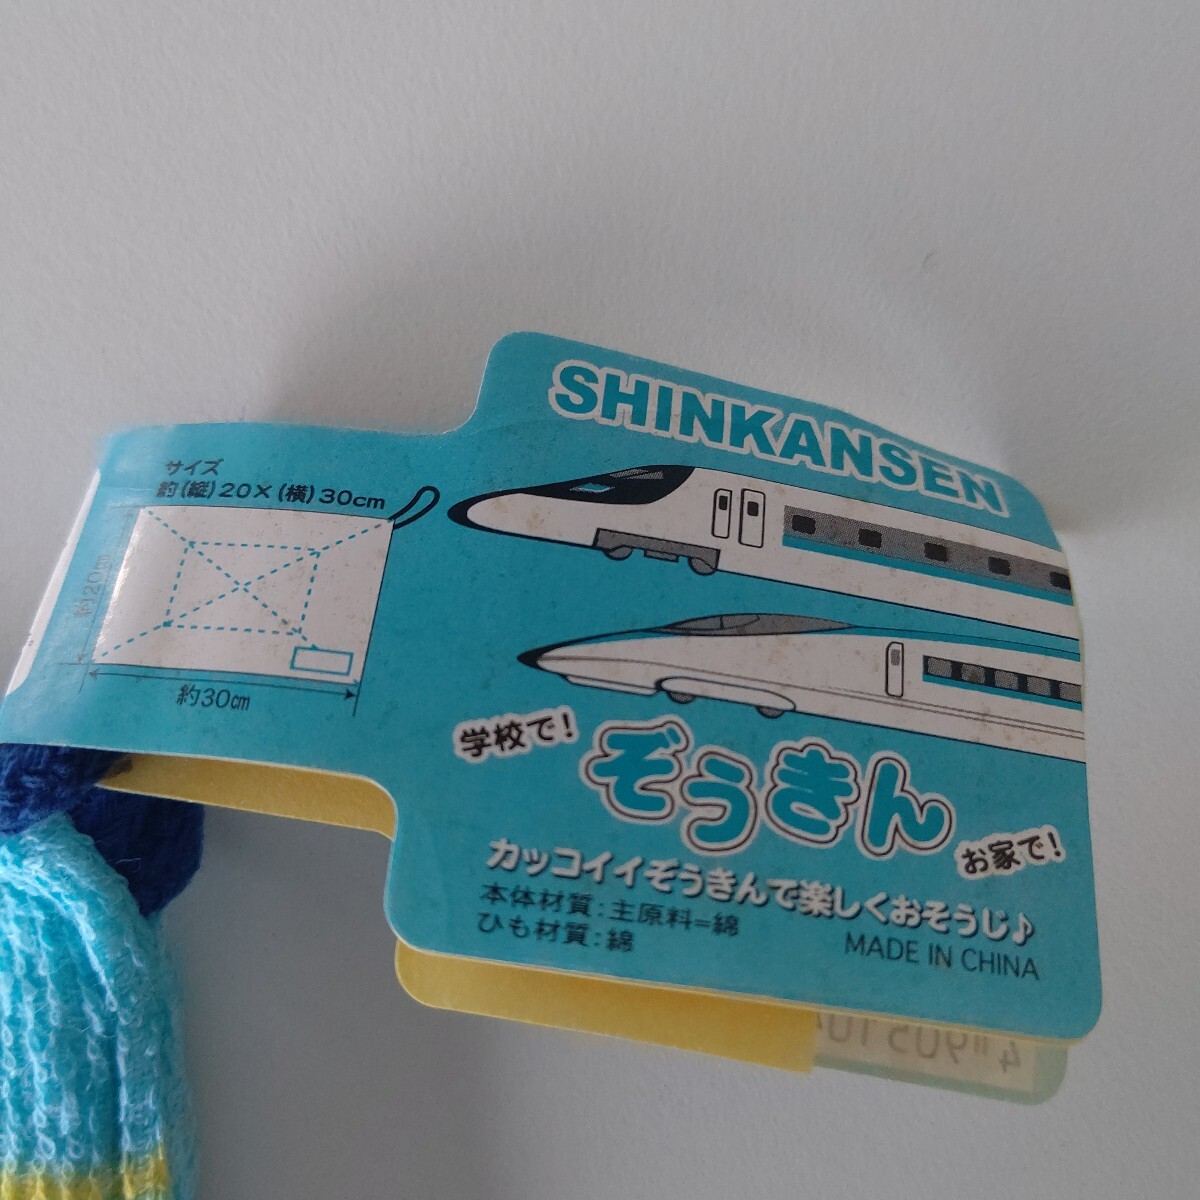 SHINKANSEN
サイズ
約(縦)20×(横)30cm
約20cm
約30cm
学校で!
ぞうきん
お家で!
カッコイイぞうきんで楽しくおそうじ♪
本体材質:主原料=綿
ひも材質:綿
MADE IN CHINA